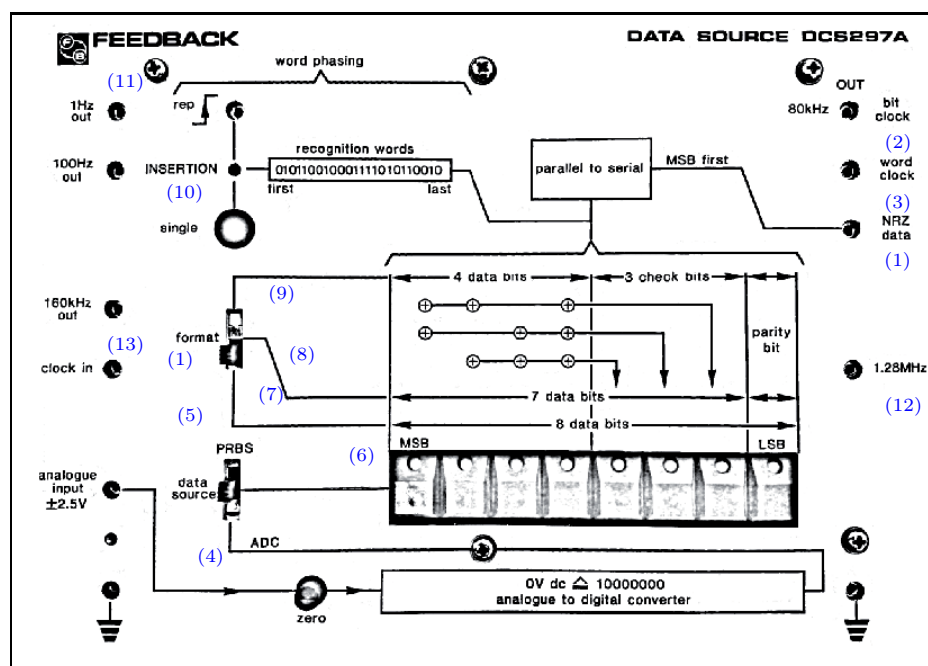 FEEDBACK
DATA SOURCE DCS297A
(11)
word phasing
OUT
1Hz
out
rep
80kHz
bit
clock
(2)
100Hz
out
INSERTION
(10)
recognition words
010110010001111010110010
first last
parallel to serial
MSB first
word
clock
(3)
single
NRZ
data
(1)
4 data bits
3 check bits
(9)
160kHz
out
(13)
clock in
format
(1)
(8)
(7)
parity
bit
1.28MHz
(12)
7 data bits
(5)
8 data bits
PRBS
(6)
MSB
LSB
analogue
input
±2.5V
data
source
(4)
ADC
0V dc ≙ 10000000
analogue to digital converter
zero